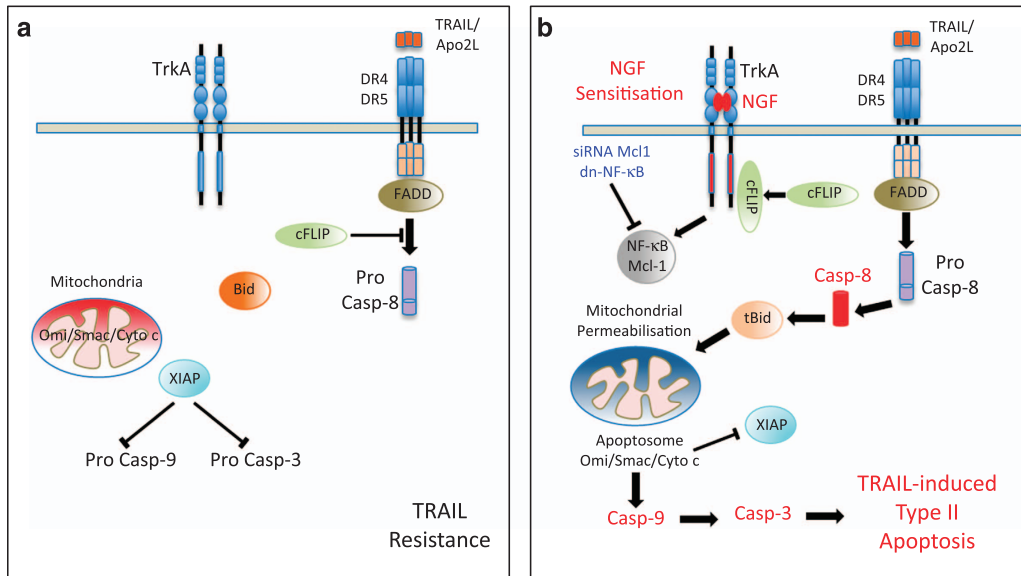 a
TRAIL/
Apo2L
TrkA
DR4
DR5
FADD
cFLIP
Pro
Casp-8
Bid
Mitochondria
Omi/Smac/Cyto c
XIAP
Pro Casp-9
Pro Casp-3
TRAIL
Resistance
b
TRAIL/
Apo2L
NGF
Sensitisation
TrkA
NGF
DR4
DR5
siRNA Mcl1
dn-NF-κB
cFLIP
cFLIP
FADD
NF-κB
Mcl-1
Pro
Casp-8
Casp-8
tBid
Mitochondrial
Permeabilisation
XIAP
Apoptosome
Omi/Smac/Cyto c
Casp-9
Casp-3
TRAIL-induced
Type II
Apoptosis